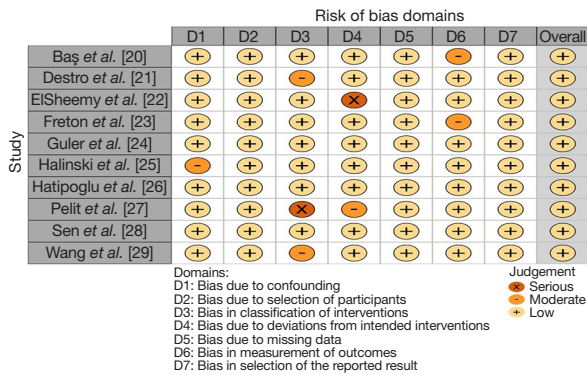 Risk of bias domains
D1 D2 D3 D4 D5 D6 D7 Overall
Study
Baş et al. [20] + + + + + - + +
Destro et al. [21] + + - + + + + +
ElSheemy et al. [22] + + + × + + + +
Freton et al. [23] + + + + + - + +
Guler et al. [24] + + + + + + + +
Halinski et al. [25] - + + + + + + +
Hatipoglu et al. [26] + + + + + + + +
Pelit et al. [27] + + × - + + + +
Sen et al. [28] + + + + + + + +
Wang et al. [29] + + - + + + + +
Domains:
D1: Bias due to confounding
D2: Bias due to selection of participants
D3: Bias in classification of interventions
D4: Bias due to deviations from intended interventions
D5: Bias due to missing data
D6: Bias in measurement of outcomes
D7: Bias in selection of the reported result
Judgement
× Serious
- Moderate
+ Low